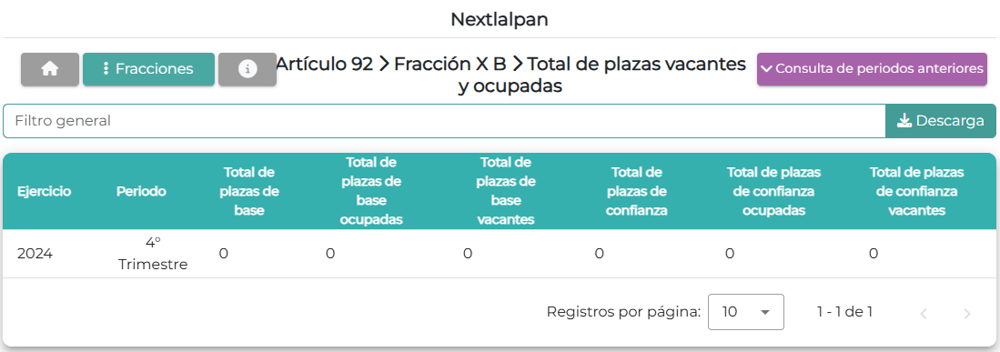 Nextlalpan
Fracciones
Artículo 92 > Fracción X B > Total de plazas vacantes
y ocupadas
Consulta de periodos anteriores
Filtro general
Descarga
Ejercicio
Periodo
Total de
plazas de
base
Total de
plazas de
base
ocupadas
Total de
plazas de
base
vacantes
Total de
plazas de
confianza
Total de plazas
de confianza
ocupadas
Total de plazas
de confianza
vacantes
2024
4°
Trimestre
0
0
0
0
0
0
Registros por página:
10
1 - 1 de 1